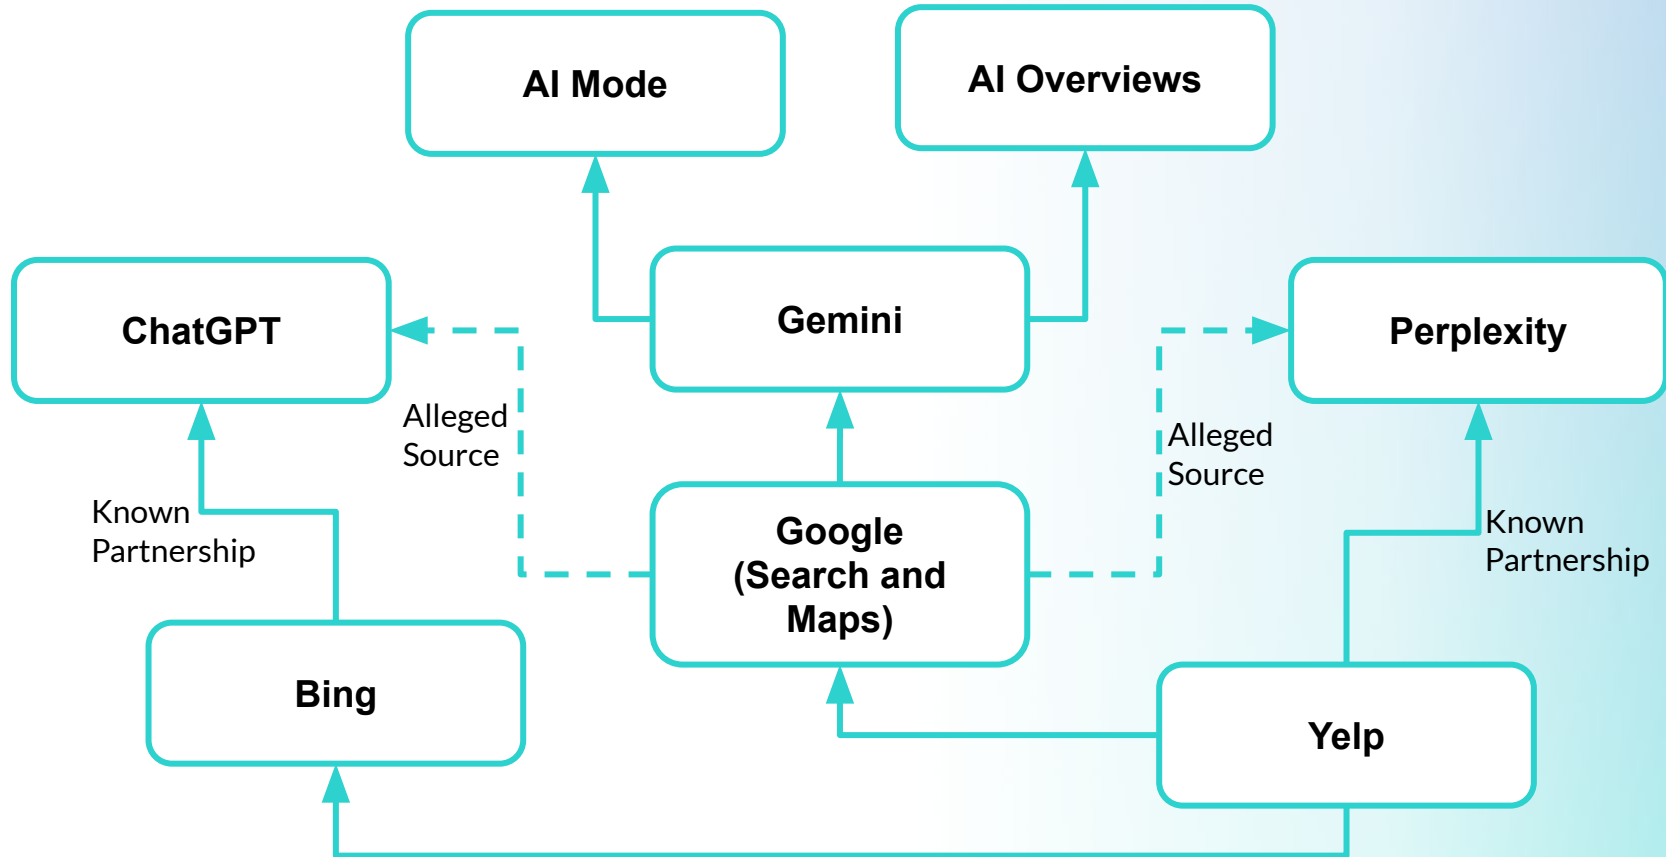 AI Mode
AI Overviews
ChatGPT
Gemini
Perplexity
Alleged
Source
Alleged
Source
Known
Partnership
Google
(Search and
Maps)
Known
Partnership
Bing
Yelp